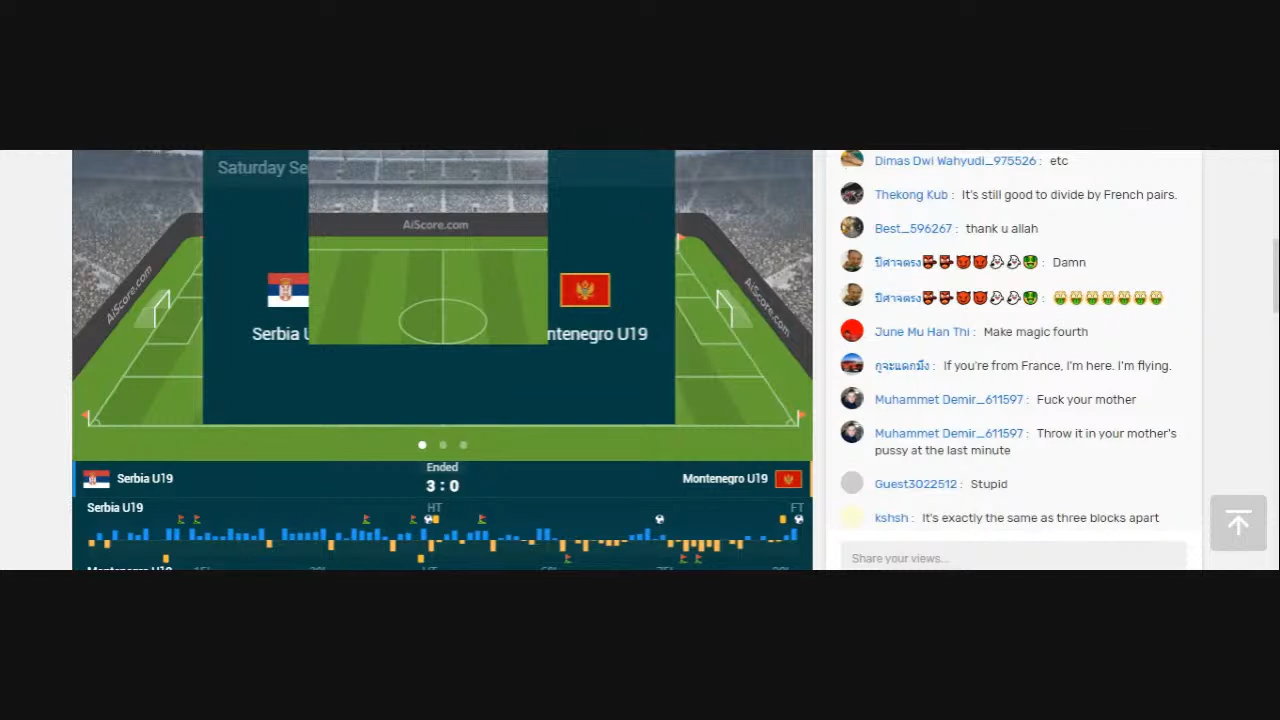 Saturday Se
AiScore.com
AiScore.com
AiScore.com
Serbia U
ntenegro U19
Ended
Serbia U19
3 : 0
Montenegro U19
Serbia U19
HT
FT
Dimas Dwi Wahyudi_975526 : etc
Thekong Kub : It's still good to divide by French pairs.
Best_596267 : thank u allah
ปีศาจตรง👺👺😈😈👻👻🤑 : Damn
ปีศาจตรง👺👺😈😈👻👻🤑 : 🤑🤑🤑🤑🤑🤑🤑
June Mu Han Thi : Make magic fourth
กูจะแดกมึง : If you're from France, I'm here. I'm flying.
Muhammet Demir_611597 : Fuck your mother
Muhammet Demir_611597 : Throw it in your mother's
pussy at the last minute
Guest3022512 : Stupid
kshsh : It's exactly the same as three blocks apart
Share your views...